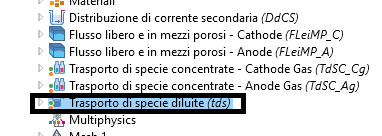 Materiali
Distribuzione di corrente secondaria (DdCS)
Flusso libero e in mezzi porosi - Cathode (FLeiMP_C)
Flusso libero e in mezzi porosi - Anode (FLeiMP_A)
Trasporto di specie concentrate - Cathode Gas (TdSC_Cg)
Trasporto di specie concentrate - Anode Gas (TdSC_Ag)
Trasporto di specie diluite (tds)
Multiphysics
Mesh 1